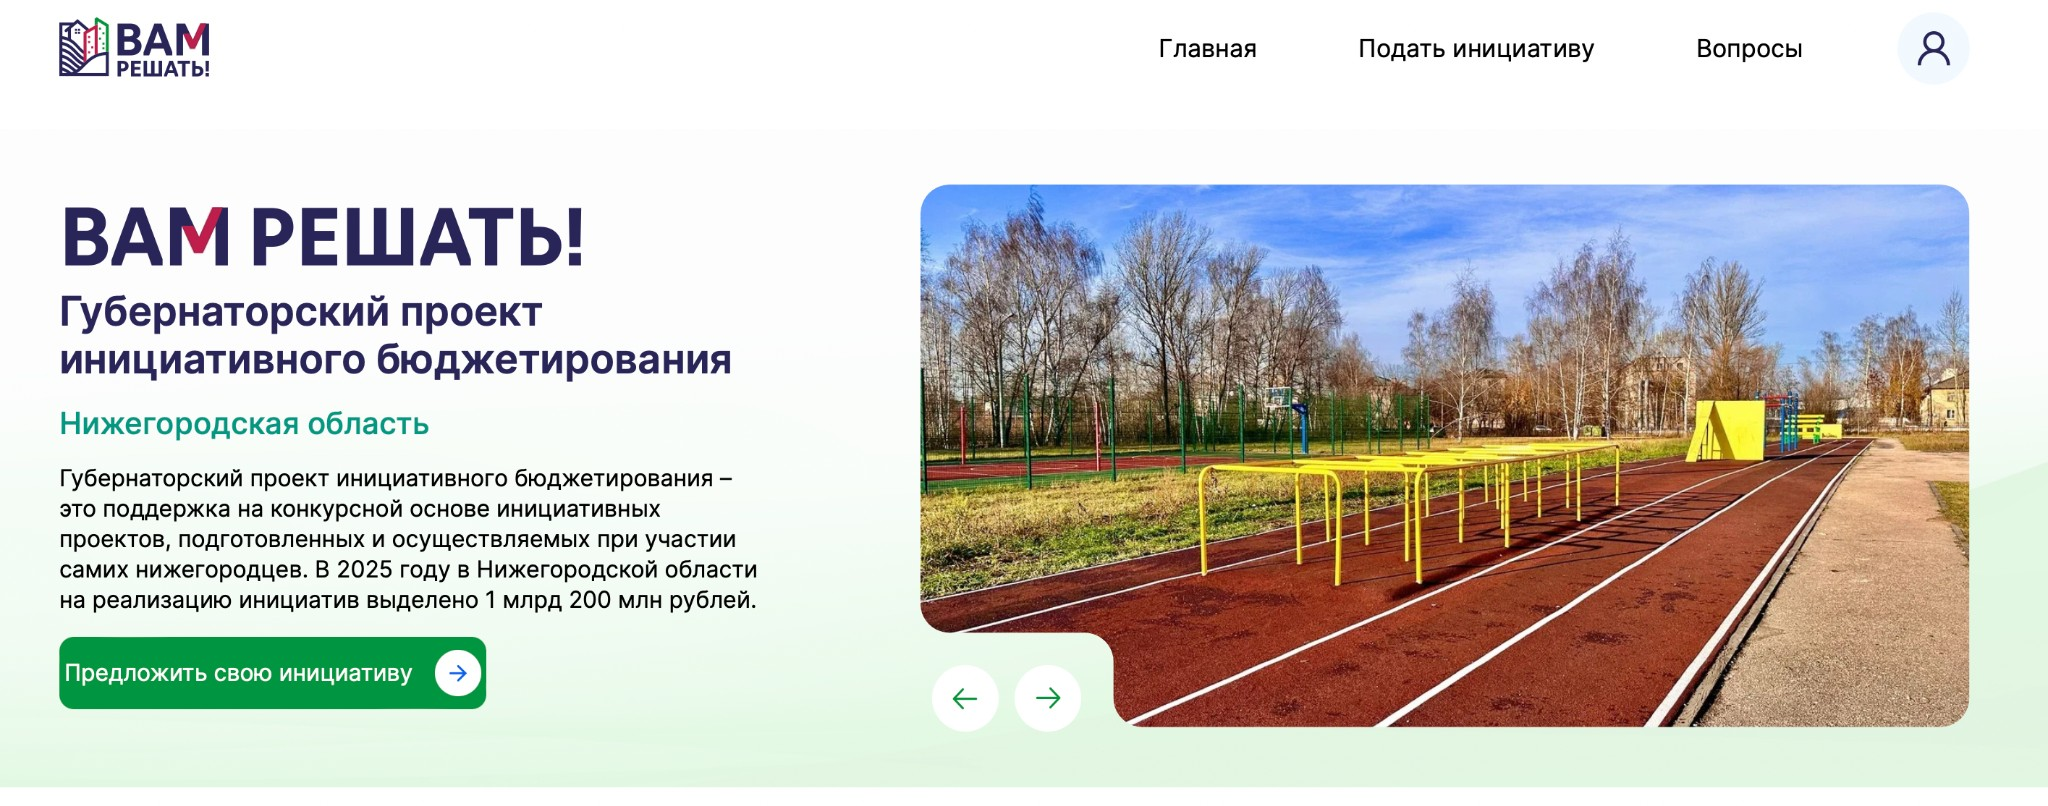 ВАМ
РЕШАТЬ!
Главная
Подать инициативу
Вопросы
ВАМ РЕШАТЬ!
Губернаторский проект
инициативного бюджетирования
Нижегородская область
Губернаторский проект инициативного бюджетирования –
это поддержка на конкурсной основе инициативных
проектов, подготовленных и осуществляемых при участии
самих нижегородцев. В 2025 году в Нижегородской области
на реализацию инициатив выделено 1 млрд 200 млн рублей.
Предложить свою инициативу